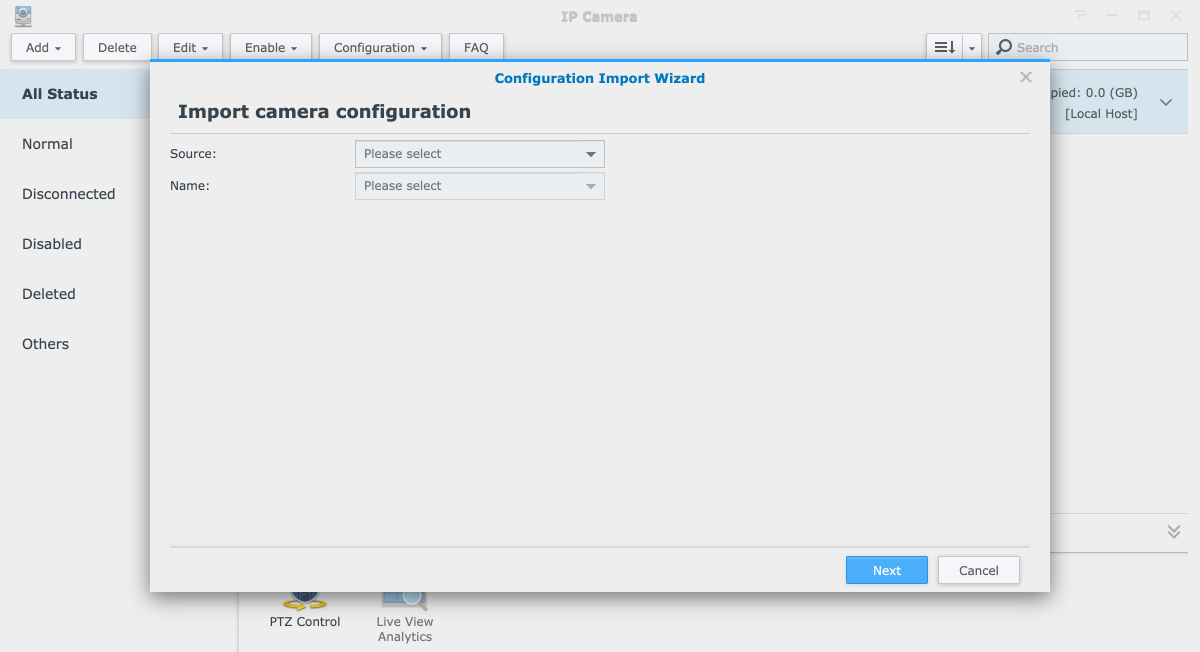 IP Camera
Add
Delete
Edit
Enable
Configuration
FAQ
Search
Configuration Import Wizard
Import camera configuration
Source:
Please select
Name:
Please select
Next
Cancel
All Status
Normal
Disconnected
Disabled
Deleted
Others
0.0 (GB)
[Local Host]
PTZ Control
Live View
Analytics